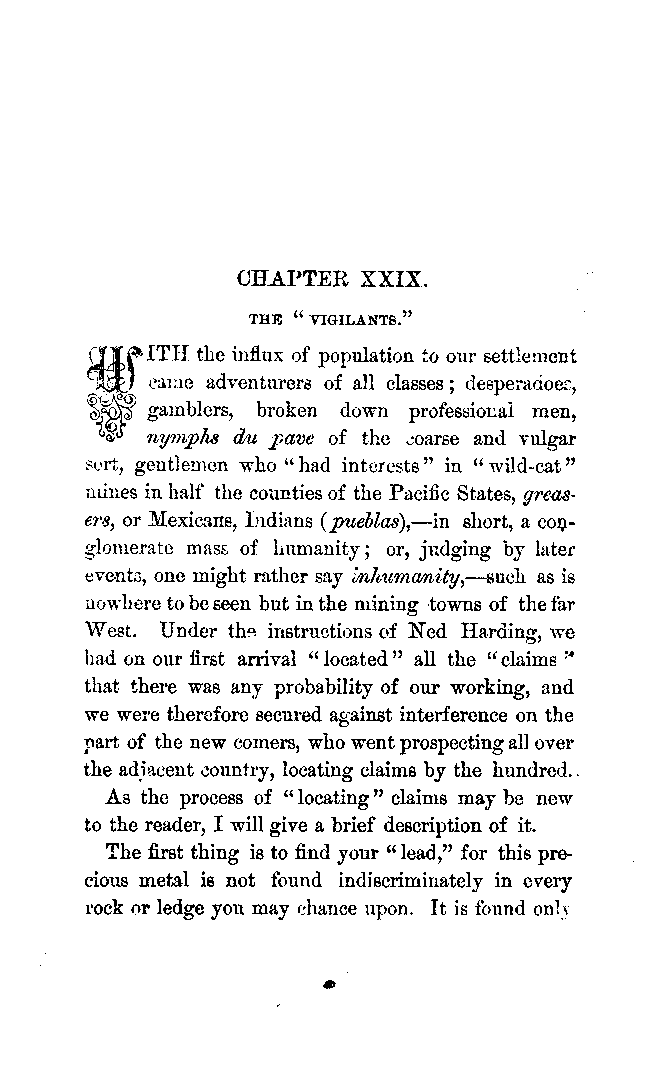 CHAPTER XXIX.
THE “VIGILANTS.”
WITH the influx of population to our settlement
came adventurers of all classes; desperadoes,
gamblers, broken down professional men,
nymphs du pave of the coarse and vulgar
sort, gentlemen who “had interests” in “wild-cat”
mines in half the counties of the Pacific States, greas-
ers, or Mexicans, Indians (pueblas),—in short, a con-
glomerate mass of humanity; or, judging by later
events, one might rather say inhumanity,—such as is
nowhere to be seen but in the mining towns of the far
West. Under the instructions of Ned Harding, we
had on our first arrival “located” all the “claims”
that there was any probability of our working, and
we were therefore secured against interference on the
part of the new comers, who went prospecting all over
the adjacent country, locating claims by the hundred.
As the process of “locating” claims may be new
to the reader, I will give a brief description of it.
The first thing is to find your “lead,” for this pre-
cious metal is not found indiscriminately in every
rock or ledge you may chance upon. It is found only